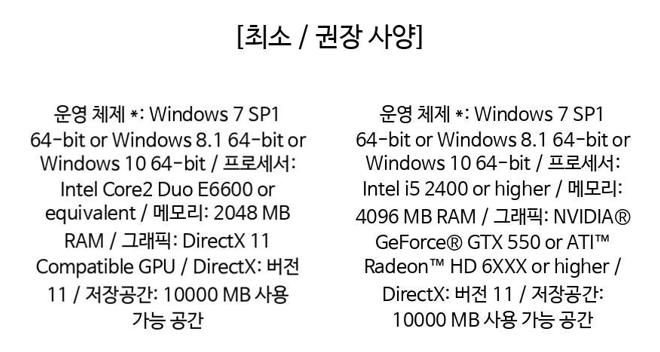 [최소 / 권장 사양]
운영 체제 *: Windows 7 SP1
64-bit or Windows 8.1 64-bit or
Windows 10 64-bit / 프로세서:
Intel Core2 Duo E6600 or
equivalent / 메모리: 2048 MB
RAM / 그래픽: DirectX 11
Compatible GPU / DirectX: 버전
11 / 저장공간: 10000 MB 사용
가능 공간
운영 체제 *: Windows 7 SP1
64-bit or Windows 8.1 64-bit or
Windows 10 64-bit / 프로세서:
Intel i5 2400 or higher / 메모리:
4096 MB RAM / 그래픽: NVIDIA®
GeForce® GTX 550 or ATI™
Radeon™ HD 6XXX or higher /
DirectX: 버전 11 / 저장공간:
10000 MB 사용 가능 공간